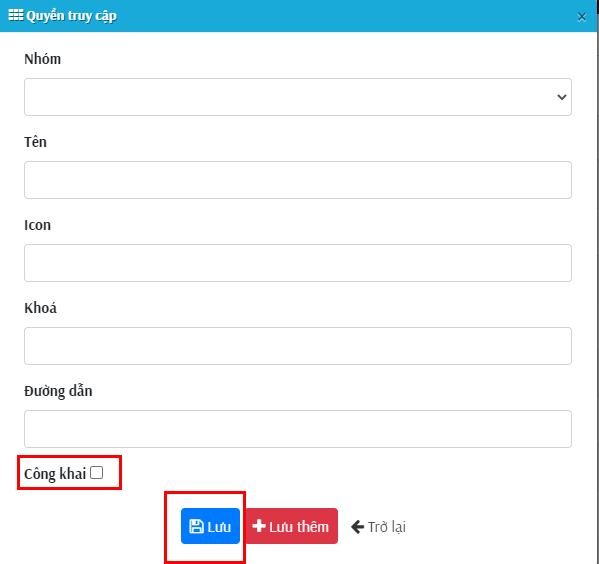 Quyền truy cập ×
Nhóm
Tên
Icon
Khoá
Đường dẫn
Công khai
Lưu Lưu thêm Trở lại